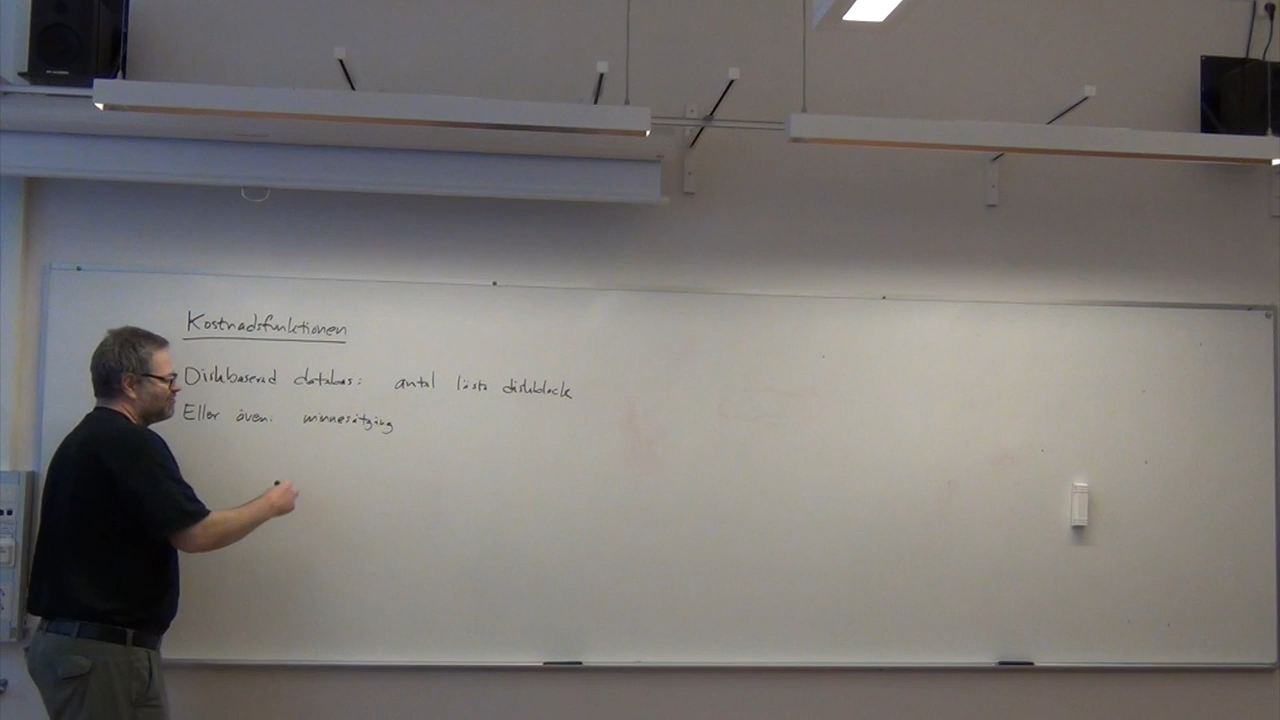 Kostnadsfunktionen
Diskbaserad databas: antal lästa diskblock
Eller även: minnesåtgång